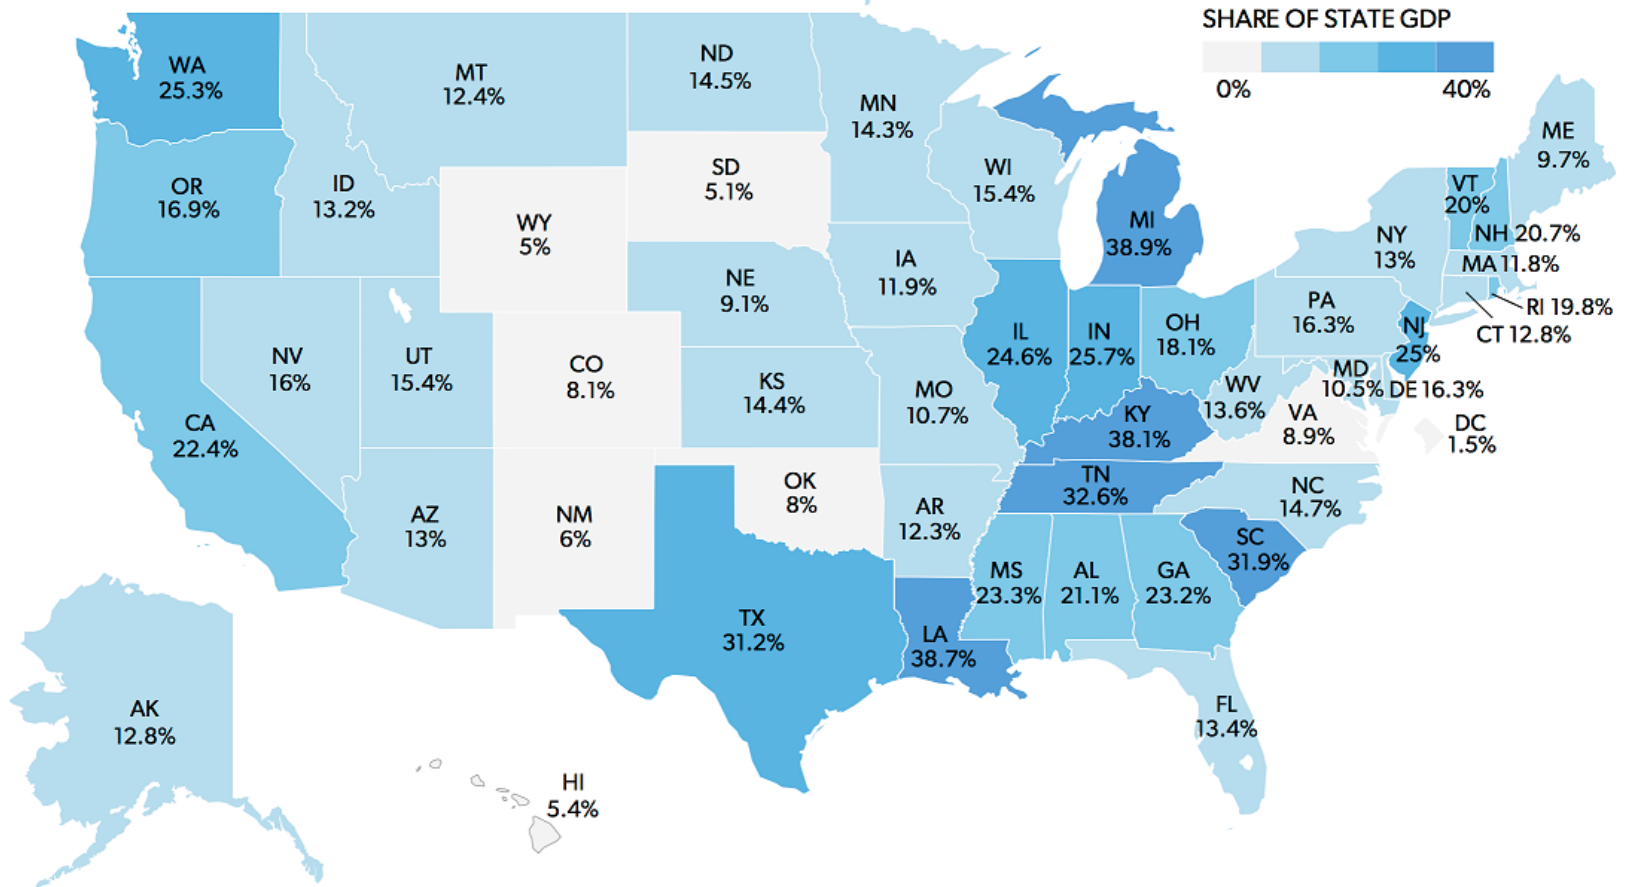 SHARE OF STATE GDP
0%
40%
WA
25.3%
MT
12.4%
ND
14.5%
MN
14.3%
ME
9.7%
OR
16.9%
ID
13.2%
SD
5.1%
WI
15.4%
VT
20%
WY
5%
MI
38.9%
NY
13%
NH 20.7%
MA 11.8%
IA
11.9%
NE
9.1%
RI 19.8%
CT 12.8%
PA
16.3%
NJ
25%
NV
16%
UT
15.4%
CO
8.1%
KS
14.4%
MO
10.7%
IL
24.6%
IN
25.7%
OH
18.1%
WV
13.6%
MD
10.5%
DE 16.3%
CA
22.4%
KY
38.1%
VA
8.9%
DC
1.5%
AZ
13%
NM
6%
OK
8%
AR
12.3%
TN
32.6%
NC
14.7%
SC
31.9%
TX
31.2%
LA
38.7%
MS
23.3%
AL
21.1%
GA
23.2%
FL
13.4%
AK
12.8%
HI
5.4%